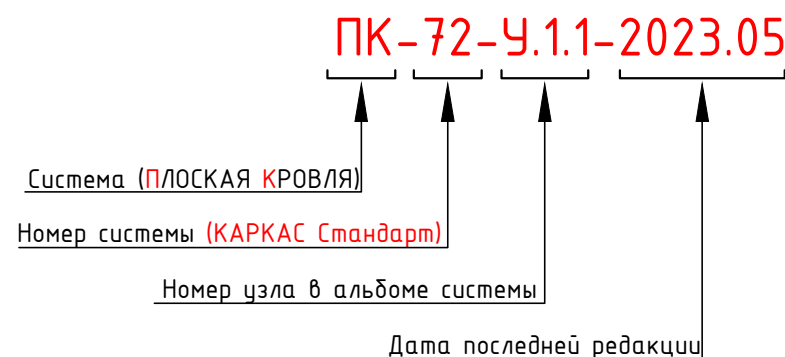 ПК-72-У.1.1-2023.05
Система (ПЛОСКАЯ КРОВЛЯ)
Номер системы (КАРКАС Стандарт)
Номер узла в альбоме системы
Дата последней редакции